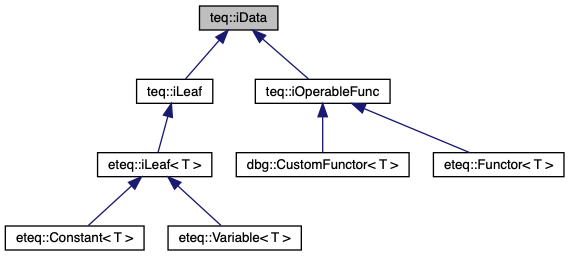 teq::iData
teq::iLeaf
teq::iOperableFunc
eteq::iLeaf< T >
dbg::CustomFunctor< T >
eteq::Functor< T >
eteq::Constant< T >
eteq::Variable< T >